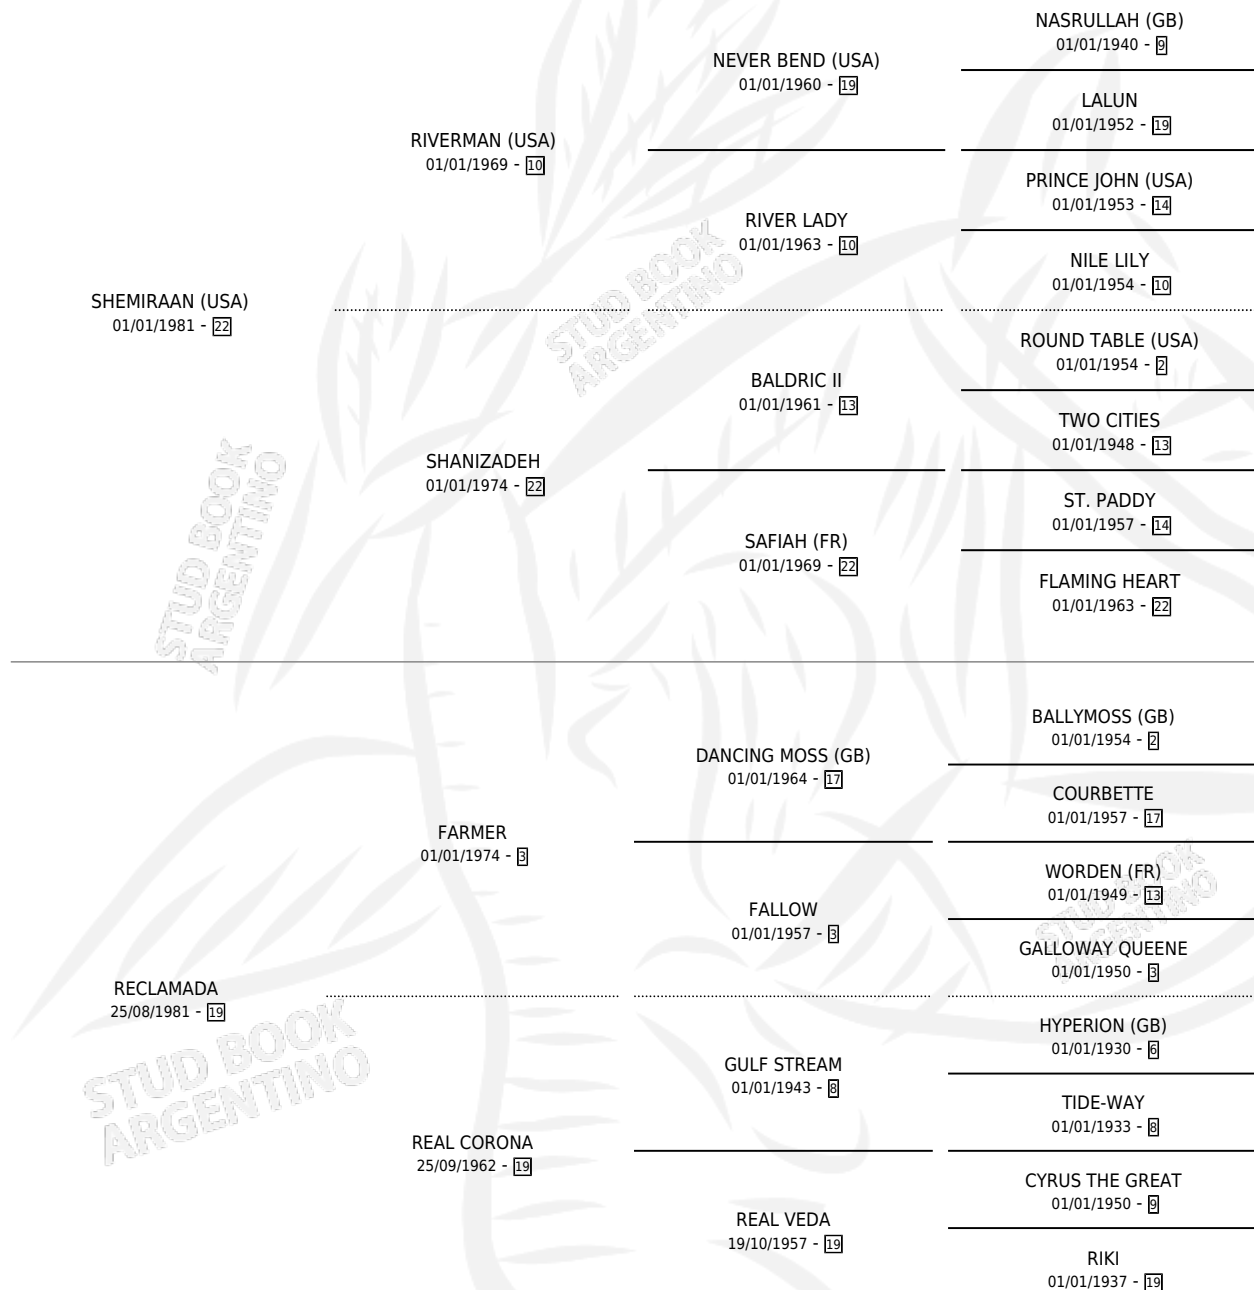 NASRULLAH (GB)
01/01/1940 - 9
NEVER BEND (USA)
01/01/1960 - 19
LALUN
01/01/1952 - 19
RIVERMAN (USA)
01/01/1969 - 10
PRINCE JOHN (USA)
01/01/1953 - 14
RIVER LADY
01/01/1963 - 10
NILE LILY
01/01/1954 - 10
SHEMIRAAN (USA)
01/01/1981 - 22
ROUND TABLE (USA)
01/01/1954 - 2
BALDRIC II
01/01/1961 - 13
TWO CITIES
01/01/1948 - 13
SHANIZADEH
01/01/1974 - 22
ST. PADDY
01/01/1957 - 14
SAFIAH (FR)
01/01/1969 - 22
FLAMING HEART
01/01/1963 - 22
BALLYMOSS (GB)
01/01/1954 - 2
DANCING MOSS (GB)
01/01/1964 - 17
COURBETTE
01/01/1957 - 17
FARMER
01/01/1974 - 3
WORDEN (FR)
01/01/1949 - 13
FALLOW
01/01/1957 - 3
GALLOWAY QUEENE
01/01/1950 - 3
RECLAMADA
25/08/1981 - 19
HYPERION (GB)
01/01/1930 - 6
GULF STREAM
01/01/1943 - 8
TIDE-WAY
01/01/1933 - 8
REAL CORONA
25/09/1962 - 19
CYRUS THE GREAT
01/01/1950 - 9
REAL VEDA
19/10/1957 - 19
RIKI
01/01/1937 - 19
STUD BOOK
ARGENTINO
STUD BOOK
ARGENTINO
STUD BOOK
ARGENTINO
STUD BOOK
ARGENTINO